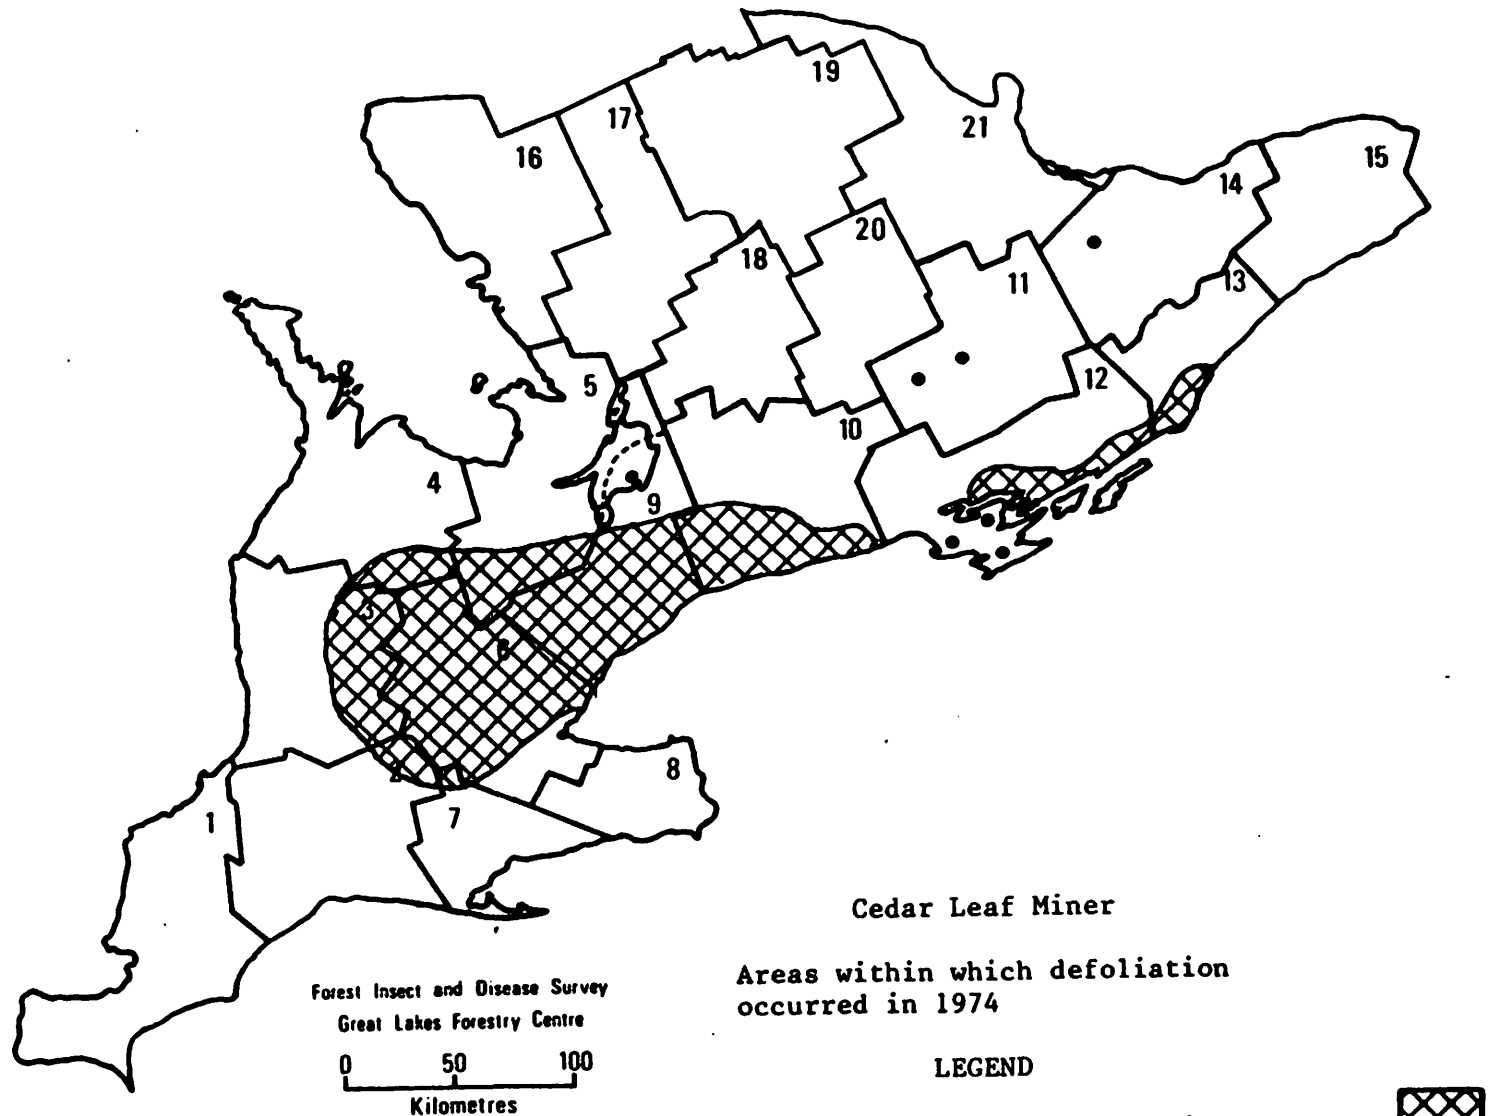 19
17
21
16
15
14
20
18
11
13
5
12
10
4
9
3
6
2
8
1
7
Cedar Leaf Miner
Areas within which defoliation
occurred in 1974
Forest Insect and Disease Survey
Great Lakes Forestry Centre
0 50 100
Kilometres
LEGEND